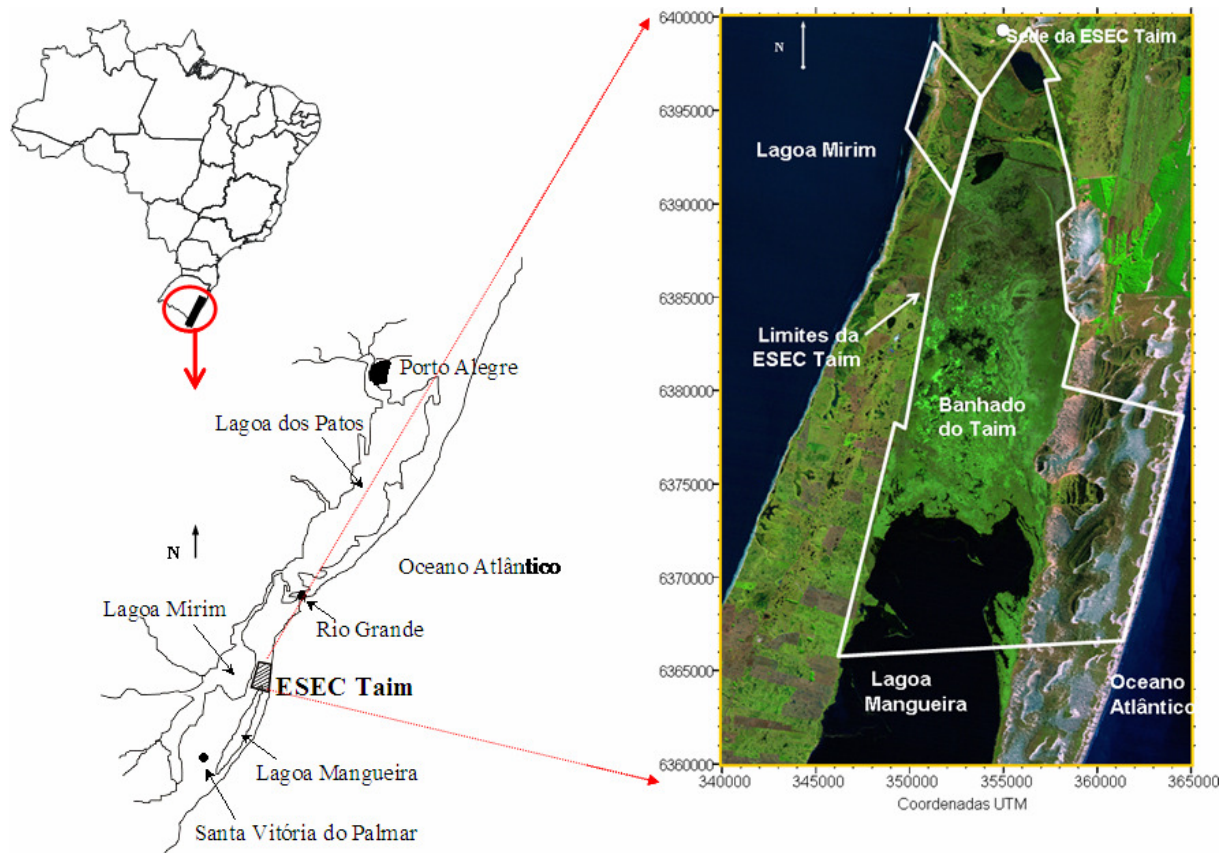 Porto Alegre
Lagoa dos Patos
N
Oceano Atlântico
Lagoa Mirim
Rio Grande
ESEC Taim
Lagoa Mangueira
Santa Vitória do Palmar
6400000
6395000
6390000
6385000
6380000
6375000
6370000
6365000
6360000
N
Sede da ESEC Taim
Lagoa Mirim
Limites da
ESEC Taim
Banhado
do Taim
Lagoa
Mangueira
Oceano
Atlântico
340000 345000 350000 355000 360000 365000
Coordenadas UTM